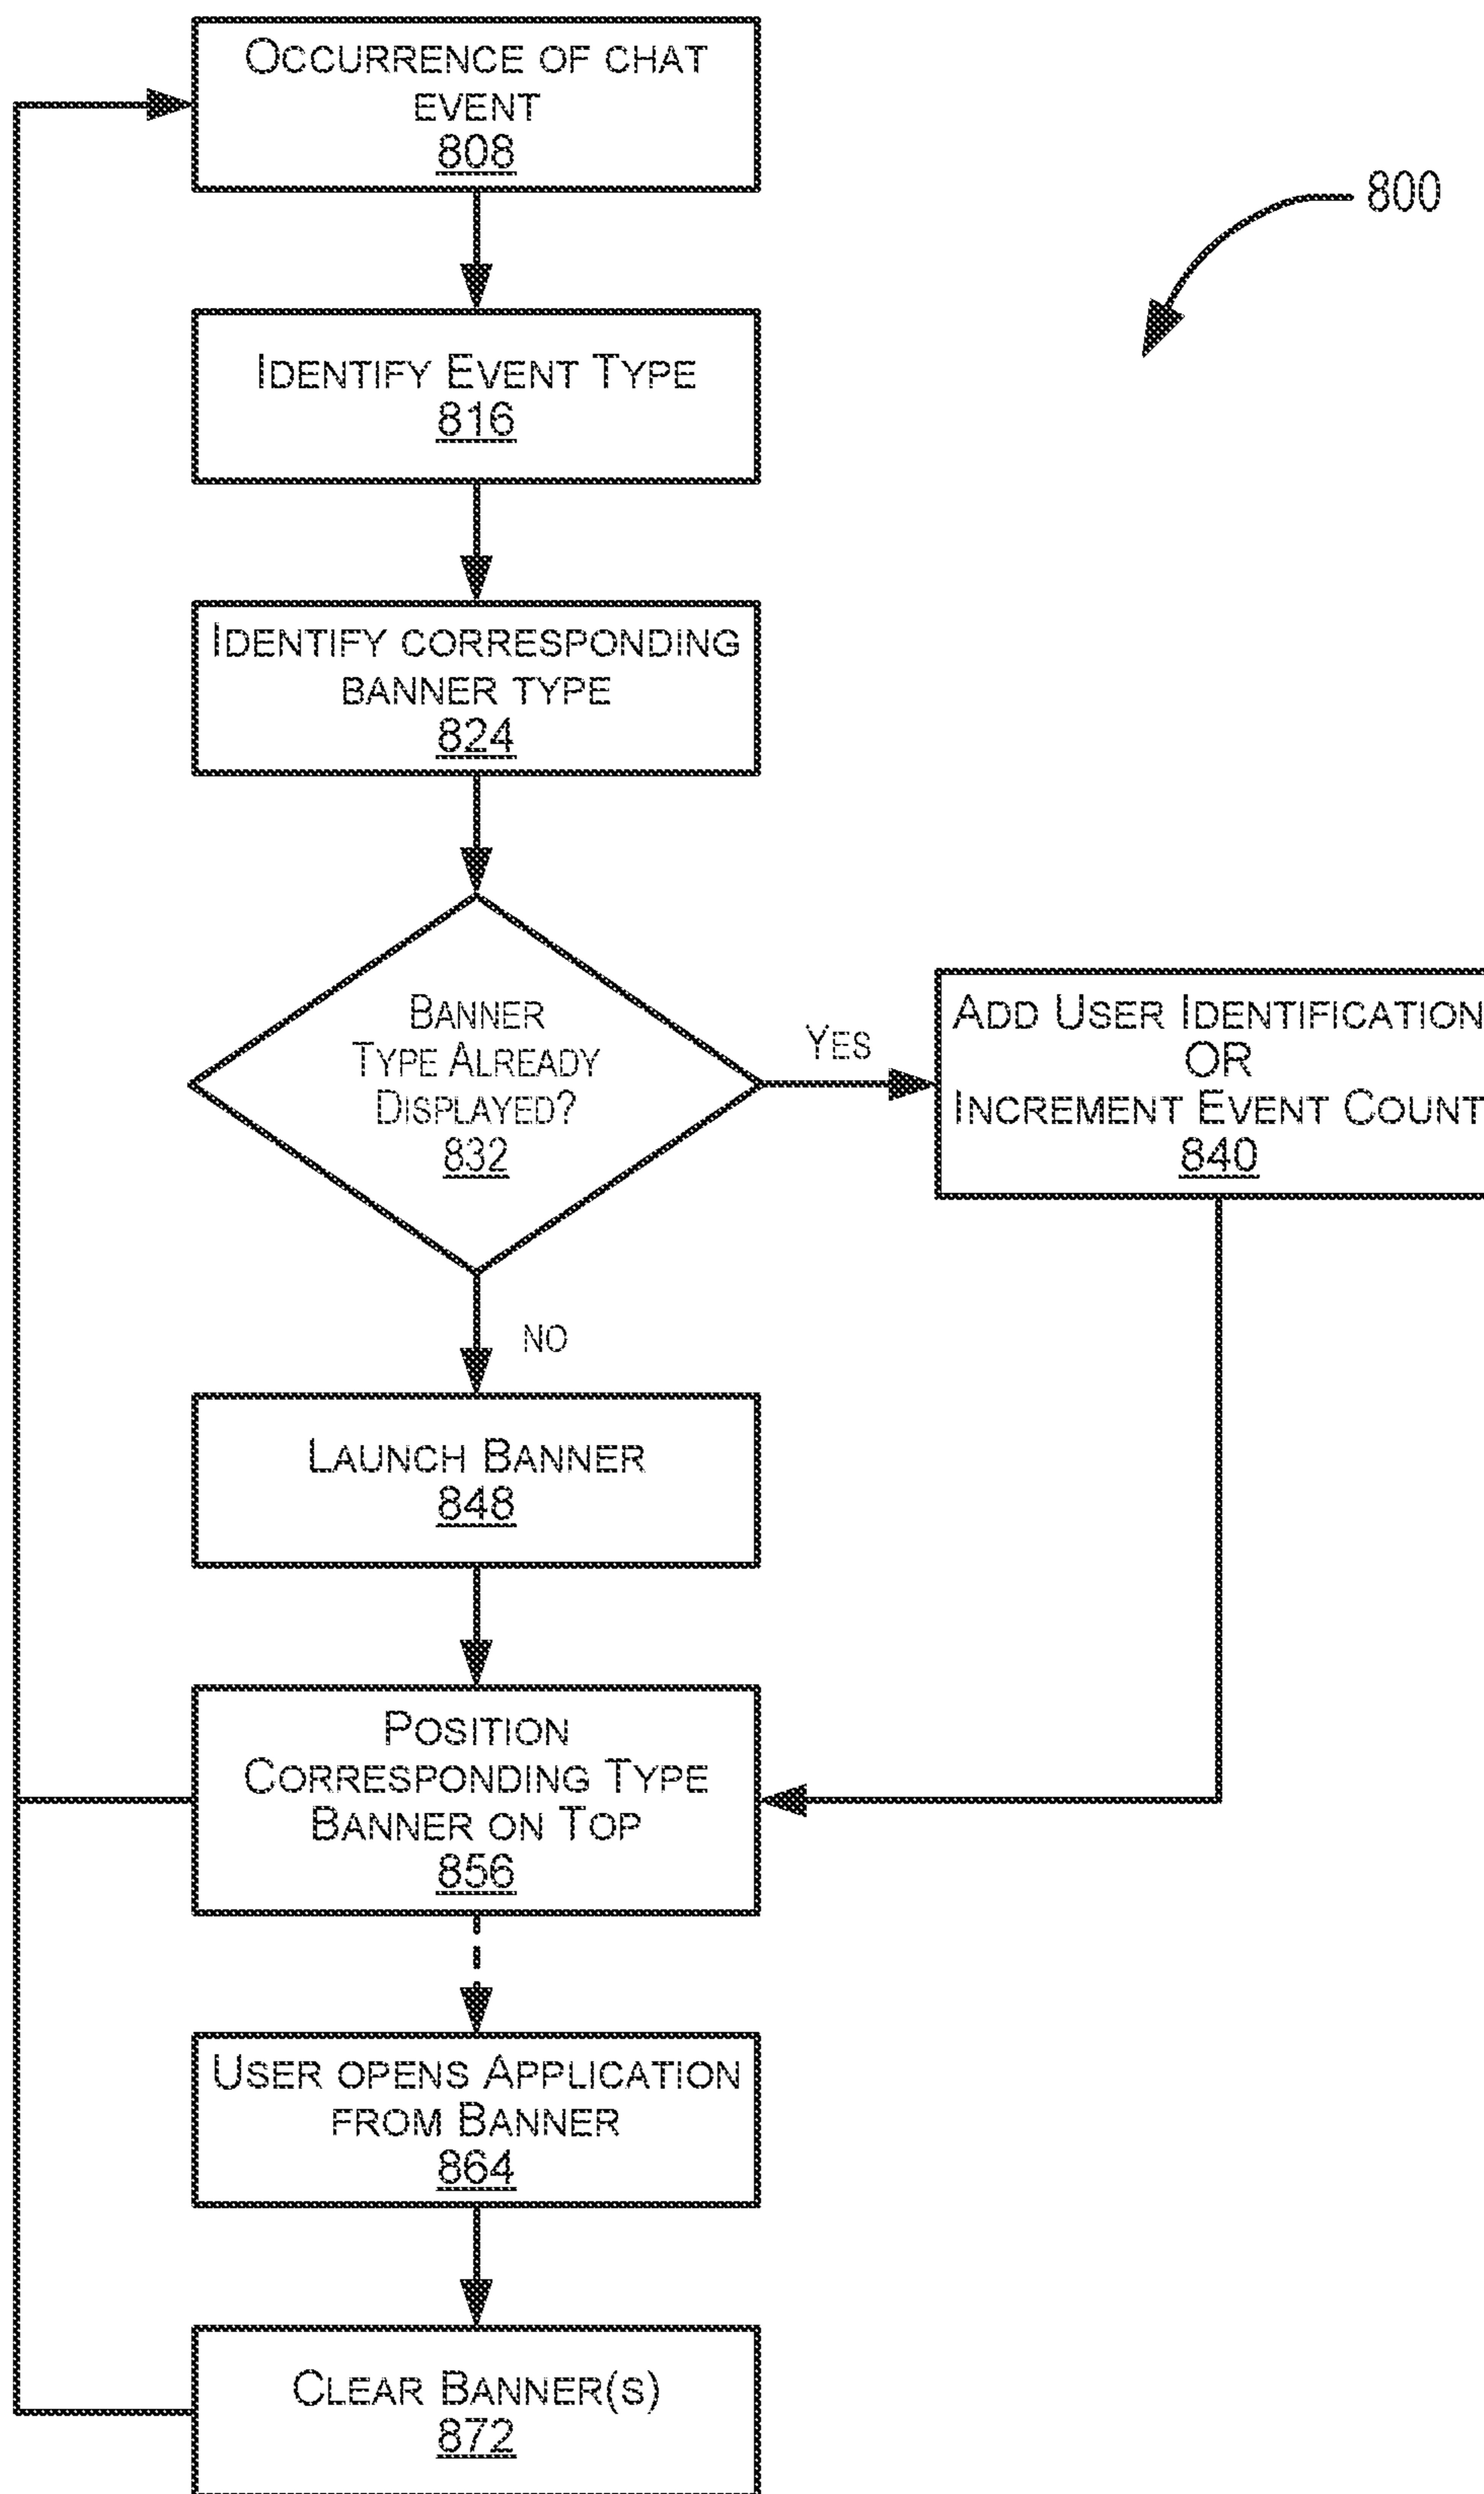 OCCURRENCE OF CHAT
EVENT
808
800
IDENTIFY EVENT TYPE
816
IDENTIFY CORRESPONDING
BANNER TYPE
824
BANNER
TYPE ALREADY
DISPLAYED?
832
YES
ADD USER IDENTIFICATION
OR
INCREMENT EVENT COUNT
840
NO
LAUNCH BANNER
848
POSITION
CORRESPONDING TYPE
BANNER ON TOP
856
USER OPENS APPLICATION
FROM BANNER
864
CLEAR BANNER(S)
872